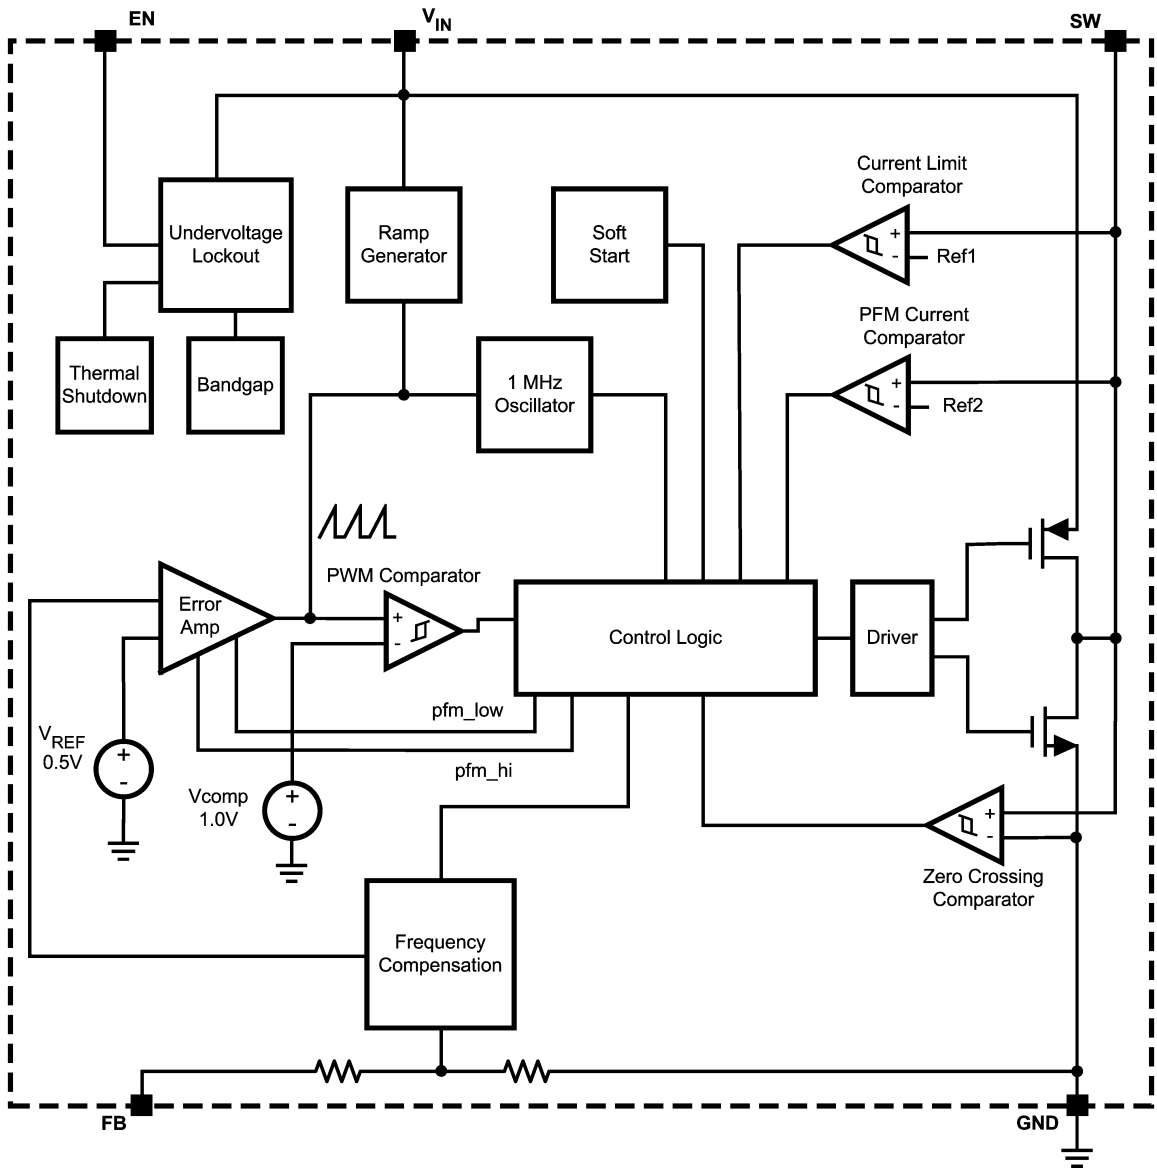 EN
VIN
SW
Current Limit
Comparator
Undervoltage
Lockout
Ramp
Generator
Soft
Start
+
-
Ref1
PFM Current
Comparator
Thermal
Shutdown
Bandgap
1 MHz
Oscillator
+
-
Ref2
PWM Comparator
Error
Amp
+
-
Control Logic
Driver
pfm_low
VREF
0.5V
+
-
pfm_hi
Vcomp
1.0V
+
-
+
-
Zero Crossing
Comparator
Frequency
Compensation
FB
GND